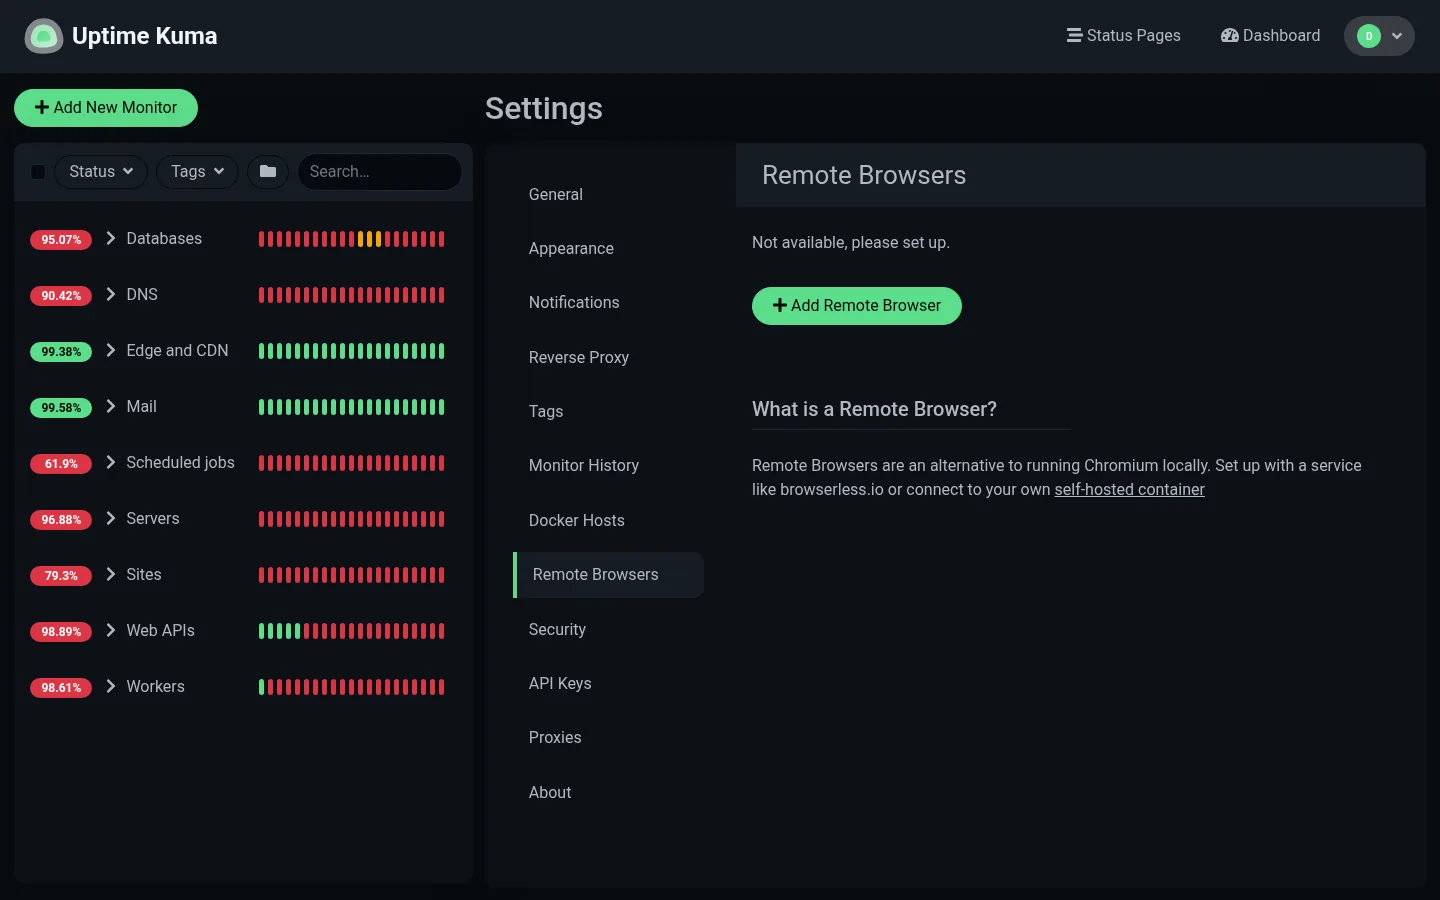 Uptime Kuma
Status Pages
Dashboard
D
Add New Monitor
Status
Tags
Search...
95.07%
Databases
90.42%
DNS
99.38%
Edge and CDN
99.58%
Mail
61.9%
Scheduled jobs
96.88%
Servers
79.3%
Sites
98.89%
Web APIs
98.61%
Workers
Settings
General
Appearance
Notifications
Reverse Proxy
Tags
Monitor History
Docker Hosts
Remote Browsers
Security
API Keys
Proxies
About
Remote Browsers
Not available, please set up.
Add Remote Browser
What is a Remote Browser?
Remote Browsers are an alternative to running Chromium locally. Set up with a service
like browserless.io or connect to your own self-hosted container